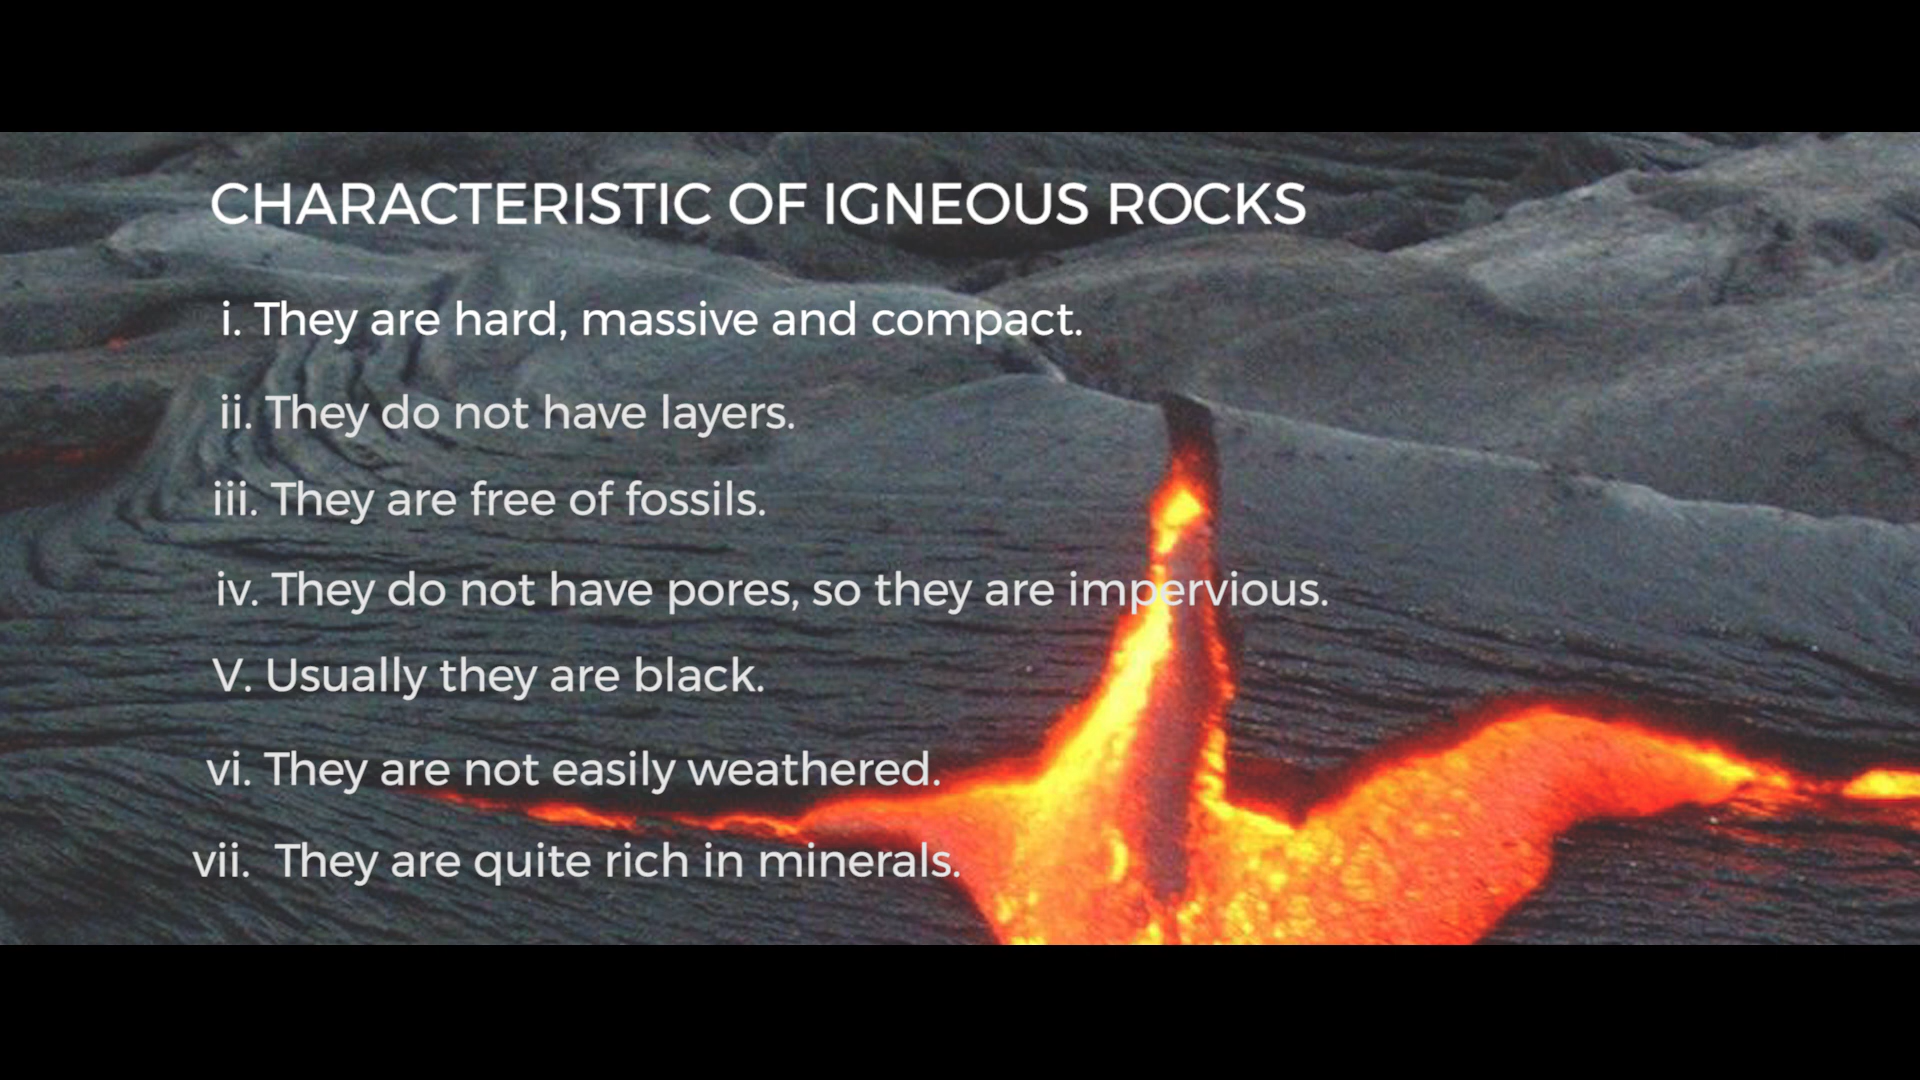 CHARACTERISTIC OF IGNEOUS ROCKS
i. They are hard, massive and compact.
ii. They do not have layers.
iii. They are free of fossils.
iv. They do not have pores, so they are impervious.
V. Usually they are black.
vi. They are not easily weathered.
vii. They are quite rich in minerals.